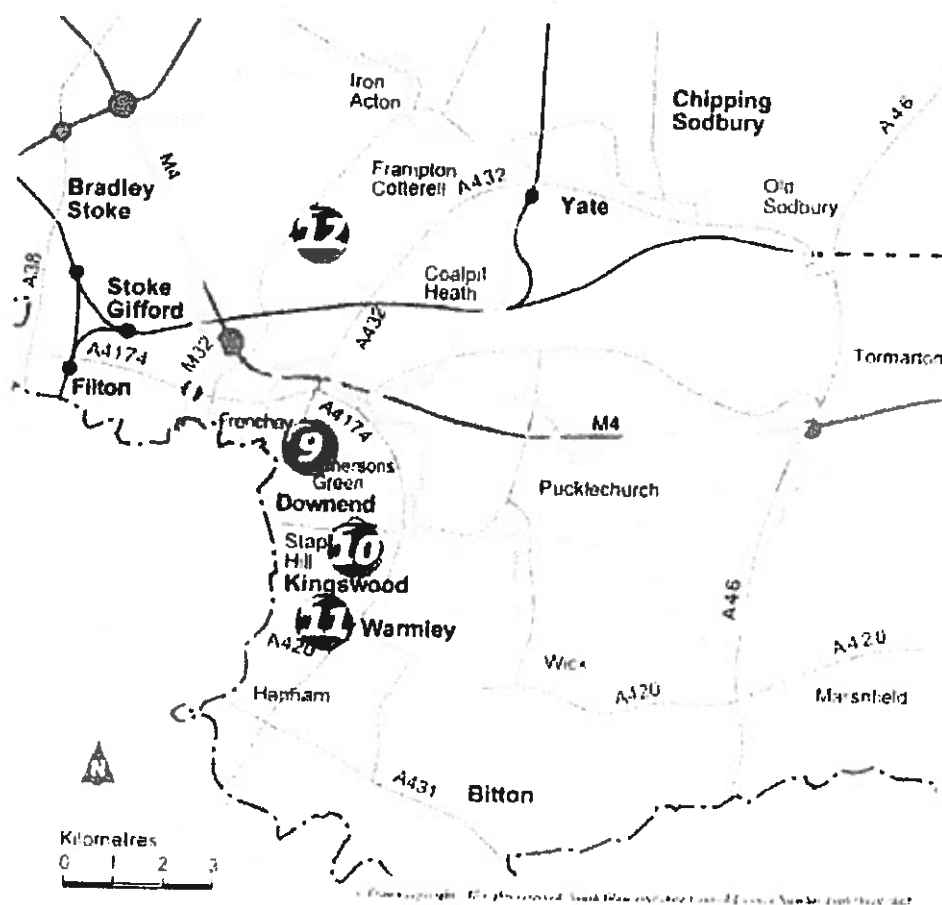 Iron
Acton
Chipping
Sodbury
A46
M4
Frampton
Cotterell
A432
Bradley
Stoke
Yate
Old
Sodbury
12
A38
Coalpit
Heath
Stoke
Gifford
A432
A4174
M32
Tormarton
Filton
Frenchay
A4174
M4
9
Green
Pucklechurch
Downend
10
Hill
Kingswood
A46
11
Warmley
A420
A420
Wick
Hanham
A420
Marshfield
N
A431
Bitton
Kilometres
0 1 2 3